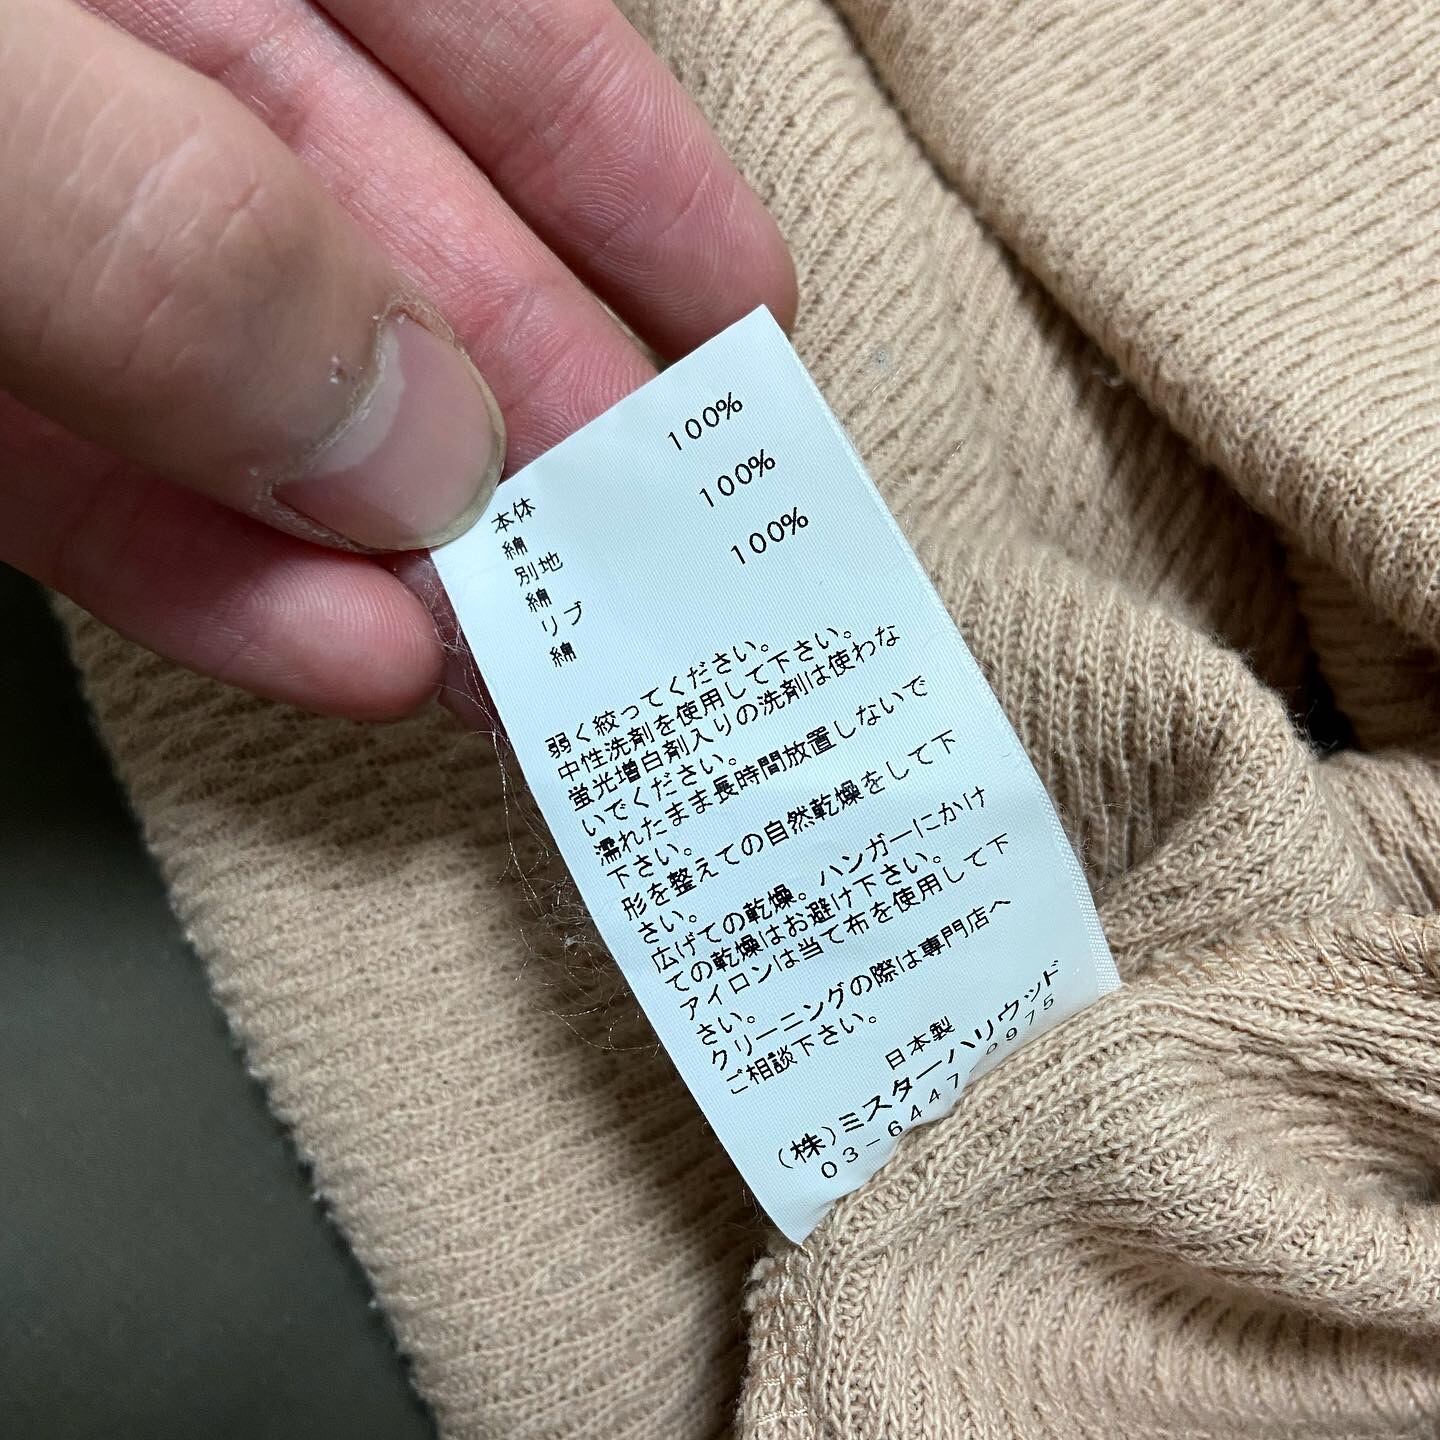 本体
綿 100%
別地
綿 100%
リブ
綿 100%
弱く絞ってください。
中性洗剤を使用して下さい。
蛍光増白剤入りの洗剤は使わな
いでください。
濡れたまま長時間放置しないで
下さい。
形を整えての自然乾燥をして下
さい。
広げての乾燥。ハンガーにかけ
ての乾燥はお避け下さい。
アイロンは当て布を使用して下
さい。
クリーニングの際は専門店へ
ご相談下さい。
日本製
(株)ミスターハリウッド
03-6447-0975